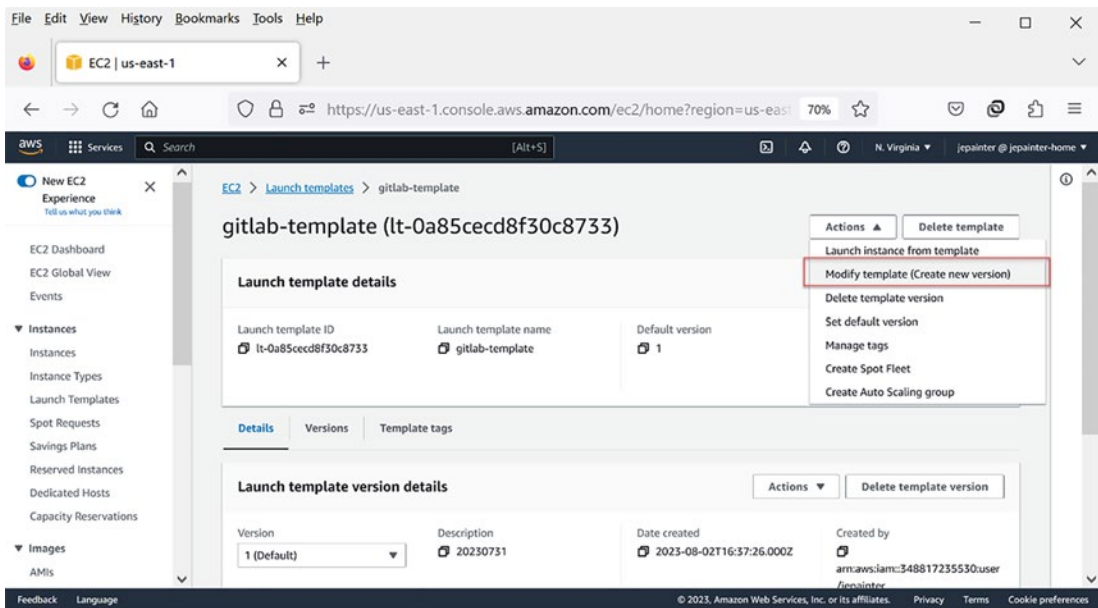 File Edit View History Bookmarks Tools Help
EC2 | us-east-1
https://us-east-1.console.aws.amazon.com/ec2/home?region=us-east
70%
aws
Services
Search
[Alt+S]
N. Virginia
jepainter @ jepainter-home
New EC2
Experience
Tell us what you think
EC2 Dashboard
EC2 Global View
Events
Instances
Instances
Instance Types
Launch Templates
Spot Requests
Savings Plans
Reserved Instances
Dedicated Hosts
Capacity Reservations
Images
AMIs
EC2 > Launch templates > gitlab-template
gitlab-template (lt-0a85cecd8f30c8733)
Actions
Delete template
Launch instance from template
Modify template (Create new version)
Delete template version
Set default version
Manage tags
Create Spot Fleet
Create Auto Scaling group
Launch template details
Launch template ID
lt-0a85cecd8f30c8733
Launch template name
gitlab-template
Default version
1
Details
Versions
Template tags
Launch template version details
Actions
Delete template version
Version
1 (Default)
Description
20230731
Date created
2023-08-02T16:37:26.000Z
Created by
arn:aws:iam::348817235530:user
/jepainter
Feedback
Language
© 2023, Amazon Web Services, Inc. or its affiliates.
Privacy
Terms
Cookie preferences